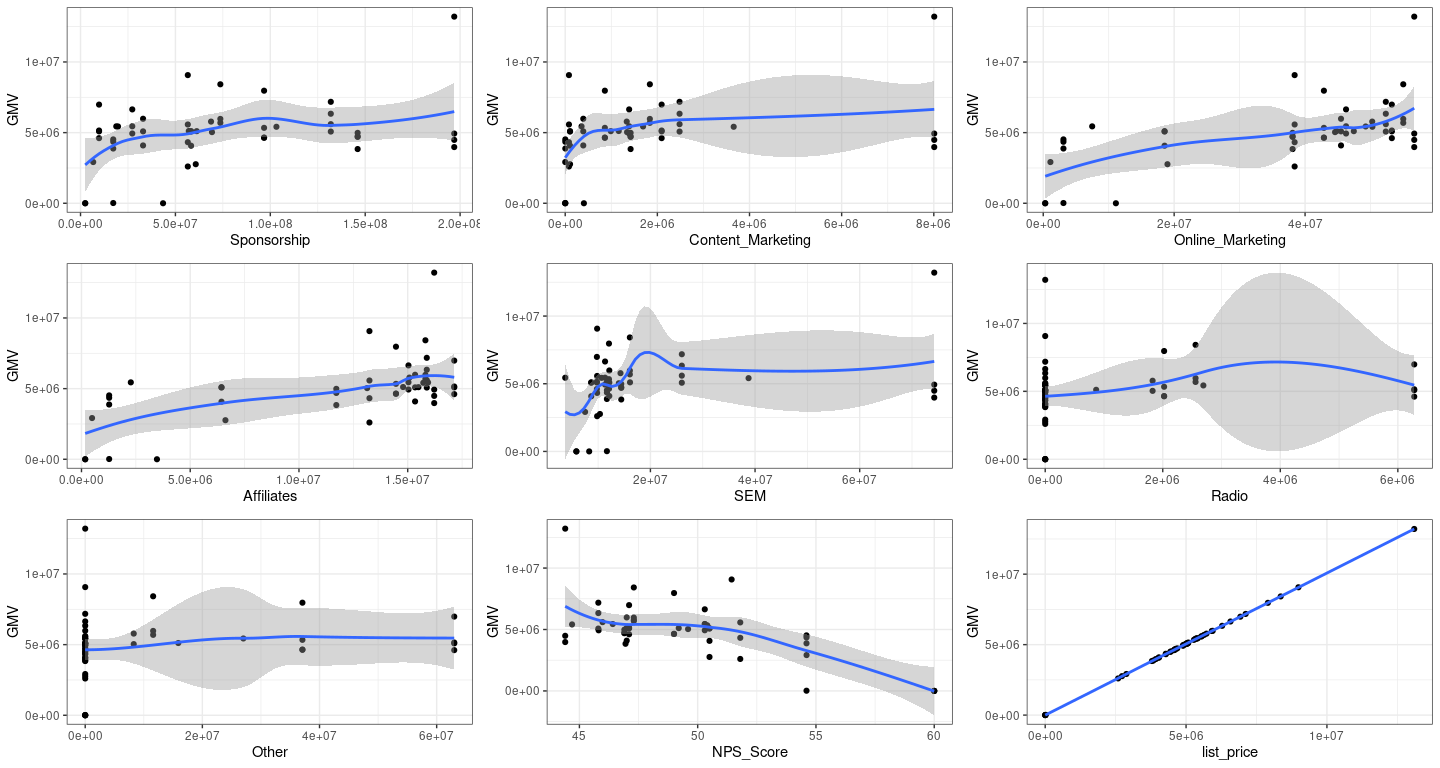 GMV
1e+07
5e+06
0e+00
0.0e+00 5.0e+07 1.0e+08 1.5e+08 2.0e+08
Sponsorship
GMV
1e+07
5e+06
0e+00
0e+00 2e+06 4e+06 6e+06 8e+06
Content_Marketing
GMV
1e+07
5e+06
0e+00
0e+00 2e+07 4e+07
Online_Marketing
GMV
1e+07
5e+06
0e+00
0.0e+00 5.0e+06 1.0e+07 1.5e+07
Affiliates
GMV
1e+07
5e+06
0e+00
2e+07 4e+07 6e+07
SEM
GMV
1e+07
5e+06
0e+00
0e+00 2e+06 4e+06 6e+06
Radio
GMV
1e+07
5e+06
0e+00
0e+00 2e+07 4e+07 6e+07
Other
GMV
1e+07
5e+06
0e+00
45 50 55 60
NPS_Score
GMV
1e+07
5e+06
0e+00
0e+00 5e+06 1e+07
list_price